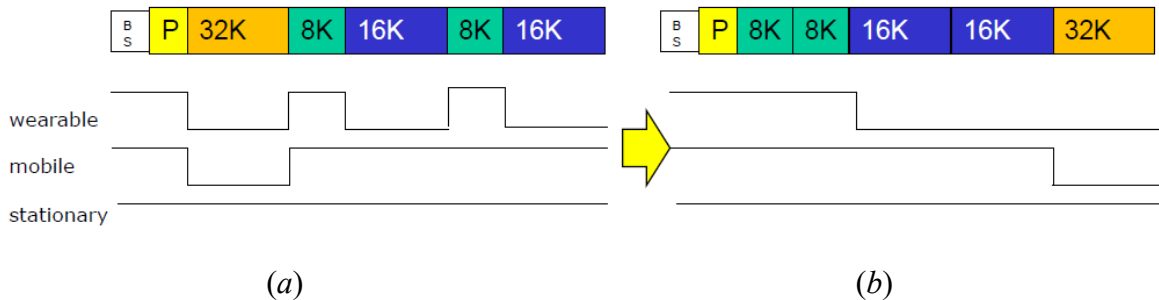 B S P 32K 8K 16K 8K 16K
B S P 8K 8K 16K 16K 32K
wearable
mobile
stationary
(a)
(b)